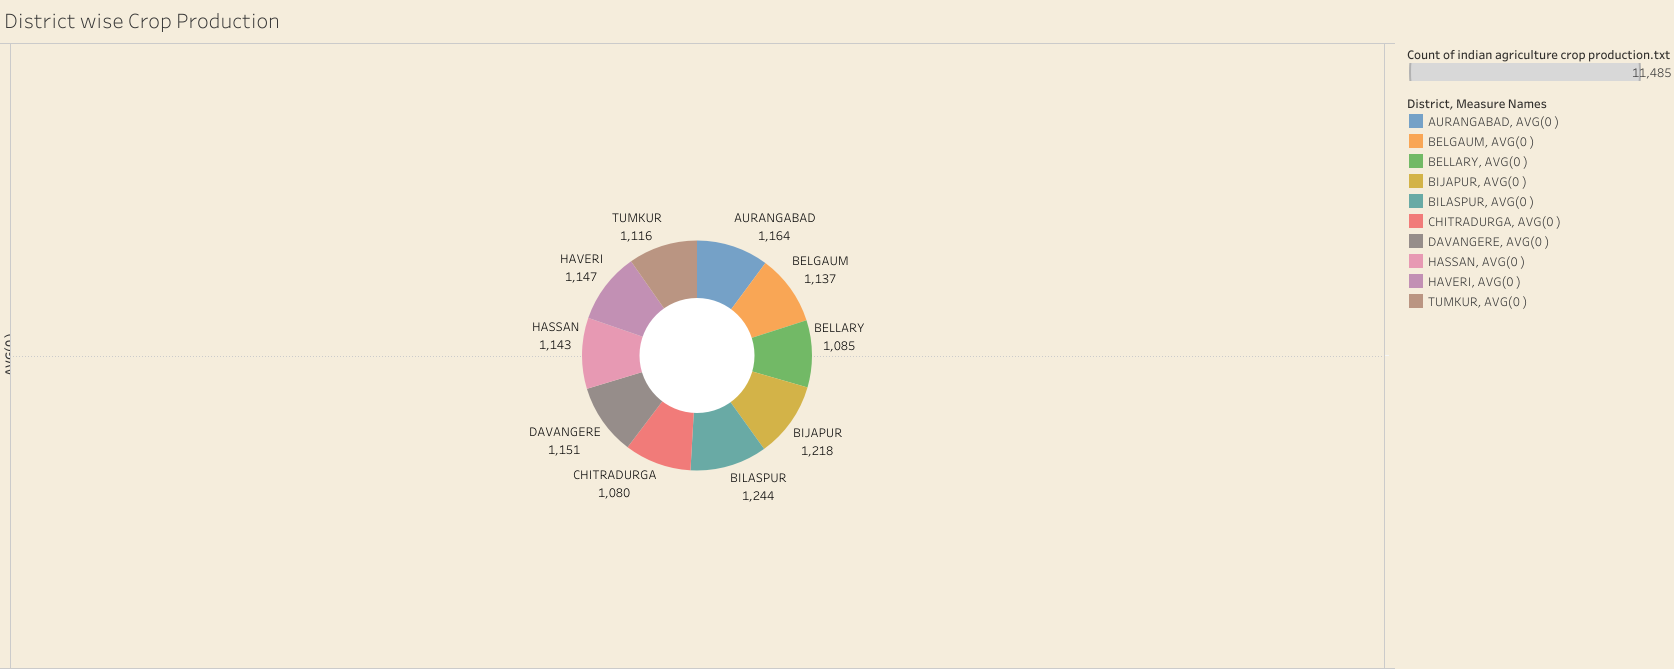 District wise Crop Production
Count of indian agriculture crop production.txt
11,485
District, Measure Names
AURANGABAD, AVG(0 )
BELGAUM, AVG(0 )
BELLARY, AVG(0 )
BIJAPUR, AVG(0 )
BILASPUR, AVG(0 )
CHITRADURGA, AVG(0 )
DAVANGERE, AVG(0 )
HASSAN, AVG(0 )
HAVERI, AVG(0 )
TUMKUR, AVG(0 )
TUMKUR
1,116
AURANGABAD
1,164
HAVERI
1,147
BELGAUM
1,137
HASSAN
1,143
BELLARY
1,085
DAVANGERE
1,151
BIJAPUR
1,218
CHITRADURGA
1,080
BILASPUR
1,244